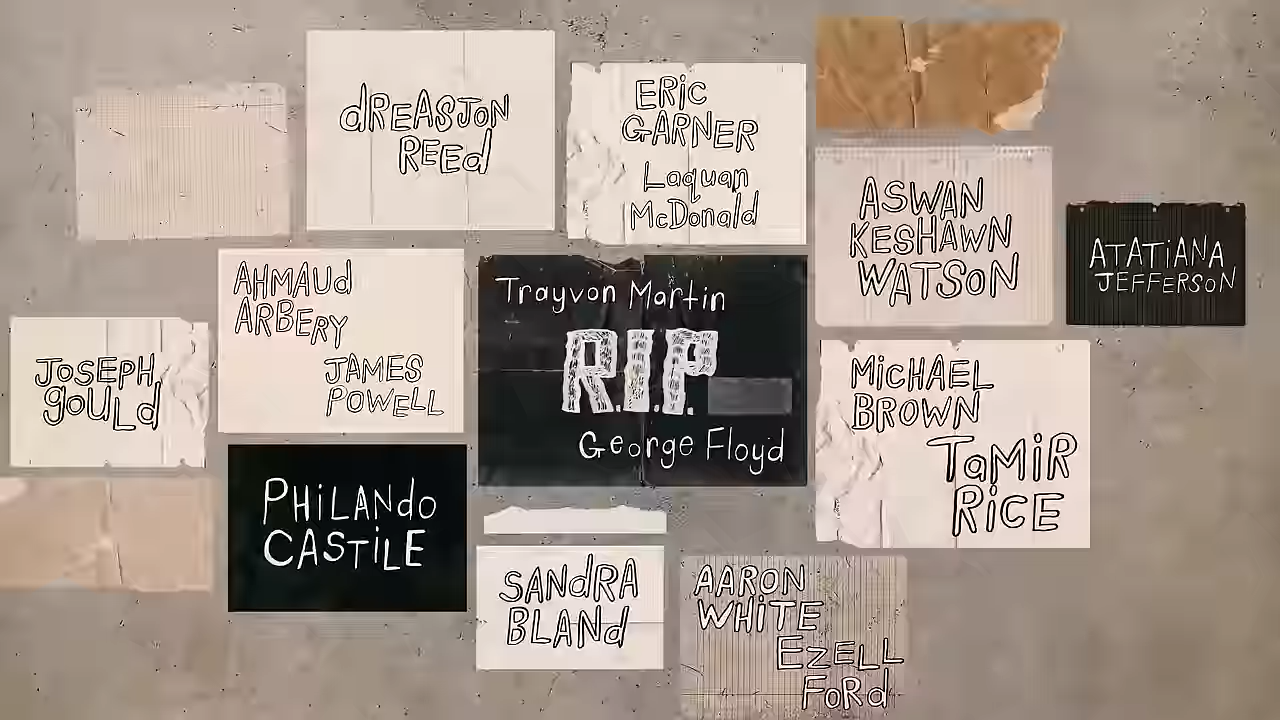 dREASJON
REEd
ERiC
GARNER
Laquan
McDonald
ASWAN
KESHAWN
WATSON
ATATiANA
JEFFERSON
AHMAUd
ARBERY
JAMES
POWELL
Trayvon Martin
R.I.P.
George Floyd
JOSEPH
gOULd
MiCHAEL
BROWN
TaMiR
RiCE
PHiLANdo
CASTiLE
SANdRA
BLANd
AARON
WHiTE
EZELL
FORd